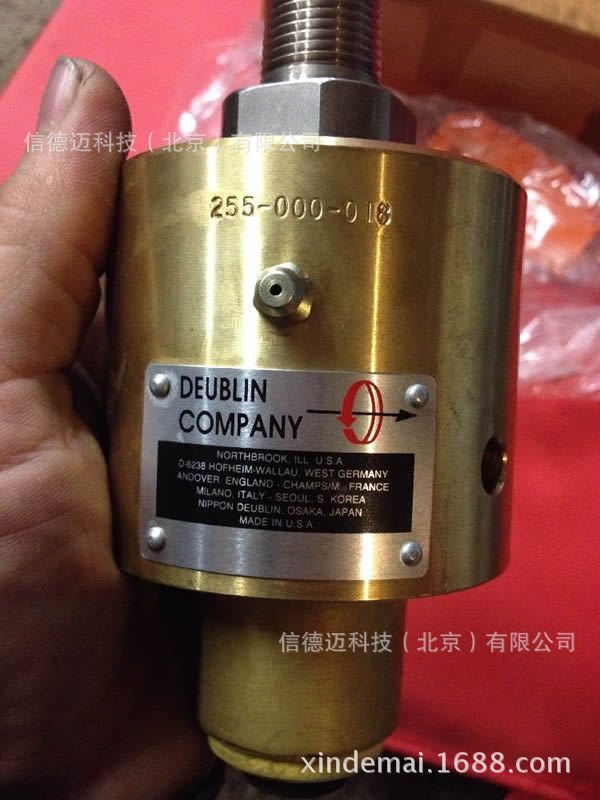 信德迈科技（北京）有限公司
255-000-018
DEUBLIN
COMPANY
NORTHBROOK, ILL. U.S.A.
D-6238 HOFHEIM-WALLAU, WEST GERMANY
ANDOVER ENGLAND - CHAMPS/M., FRANCE
MILANO, ITALY - SEOUL, S. KOREA
NIPPON DEUBLIN, OSAKA, JAPAN
MADE IN U.S.A.
信德迈科技（北京）有限公司
xindemai.1688.com